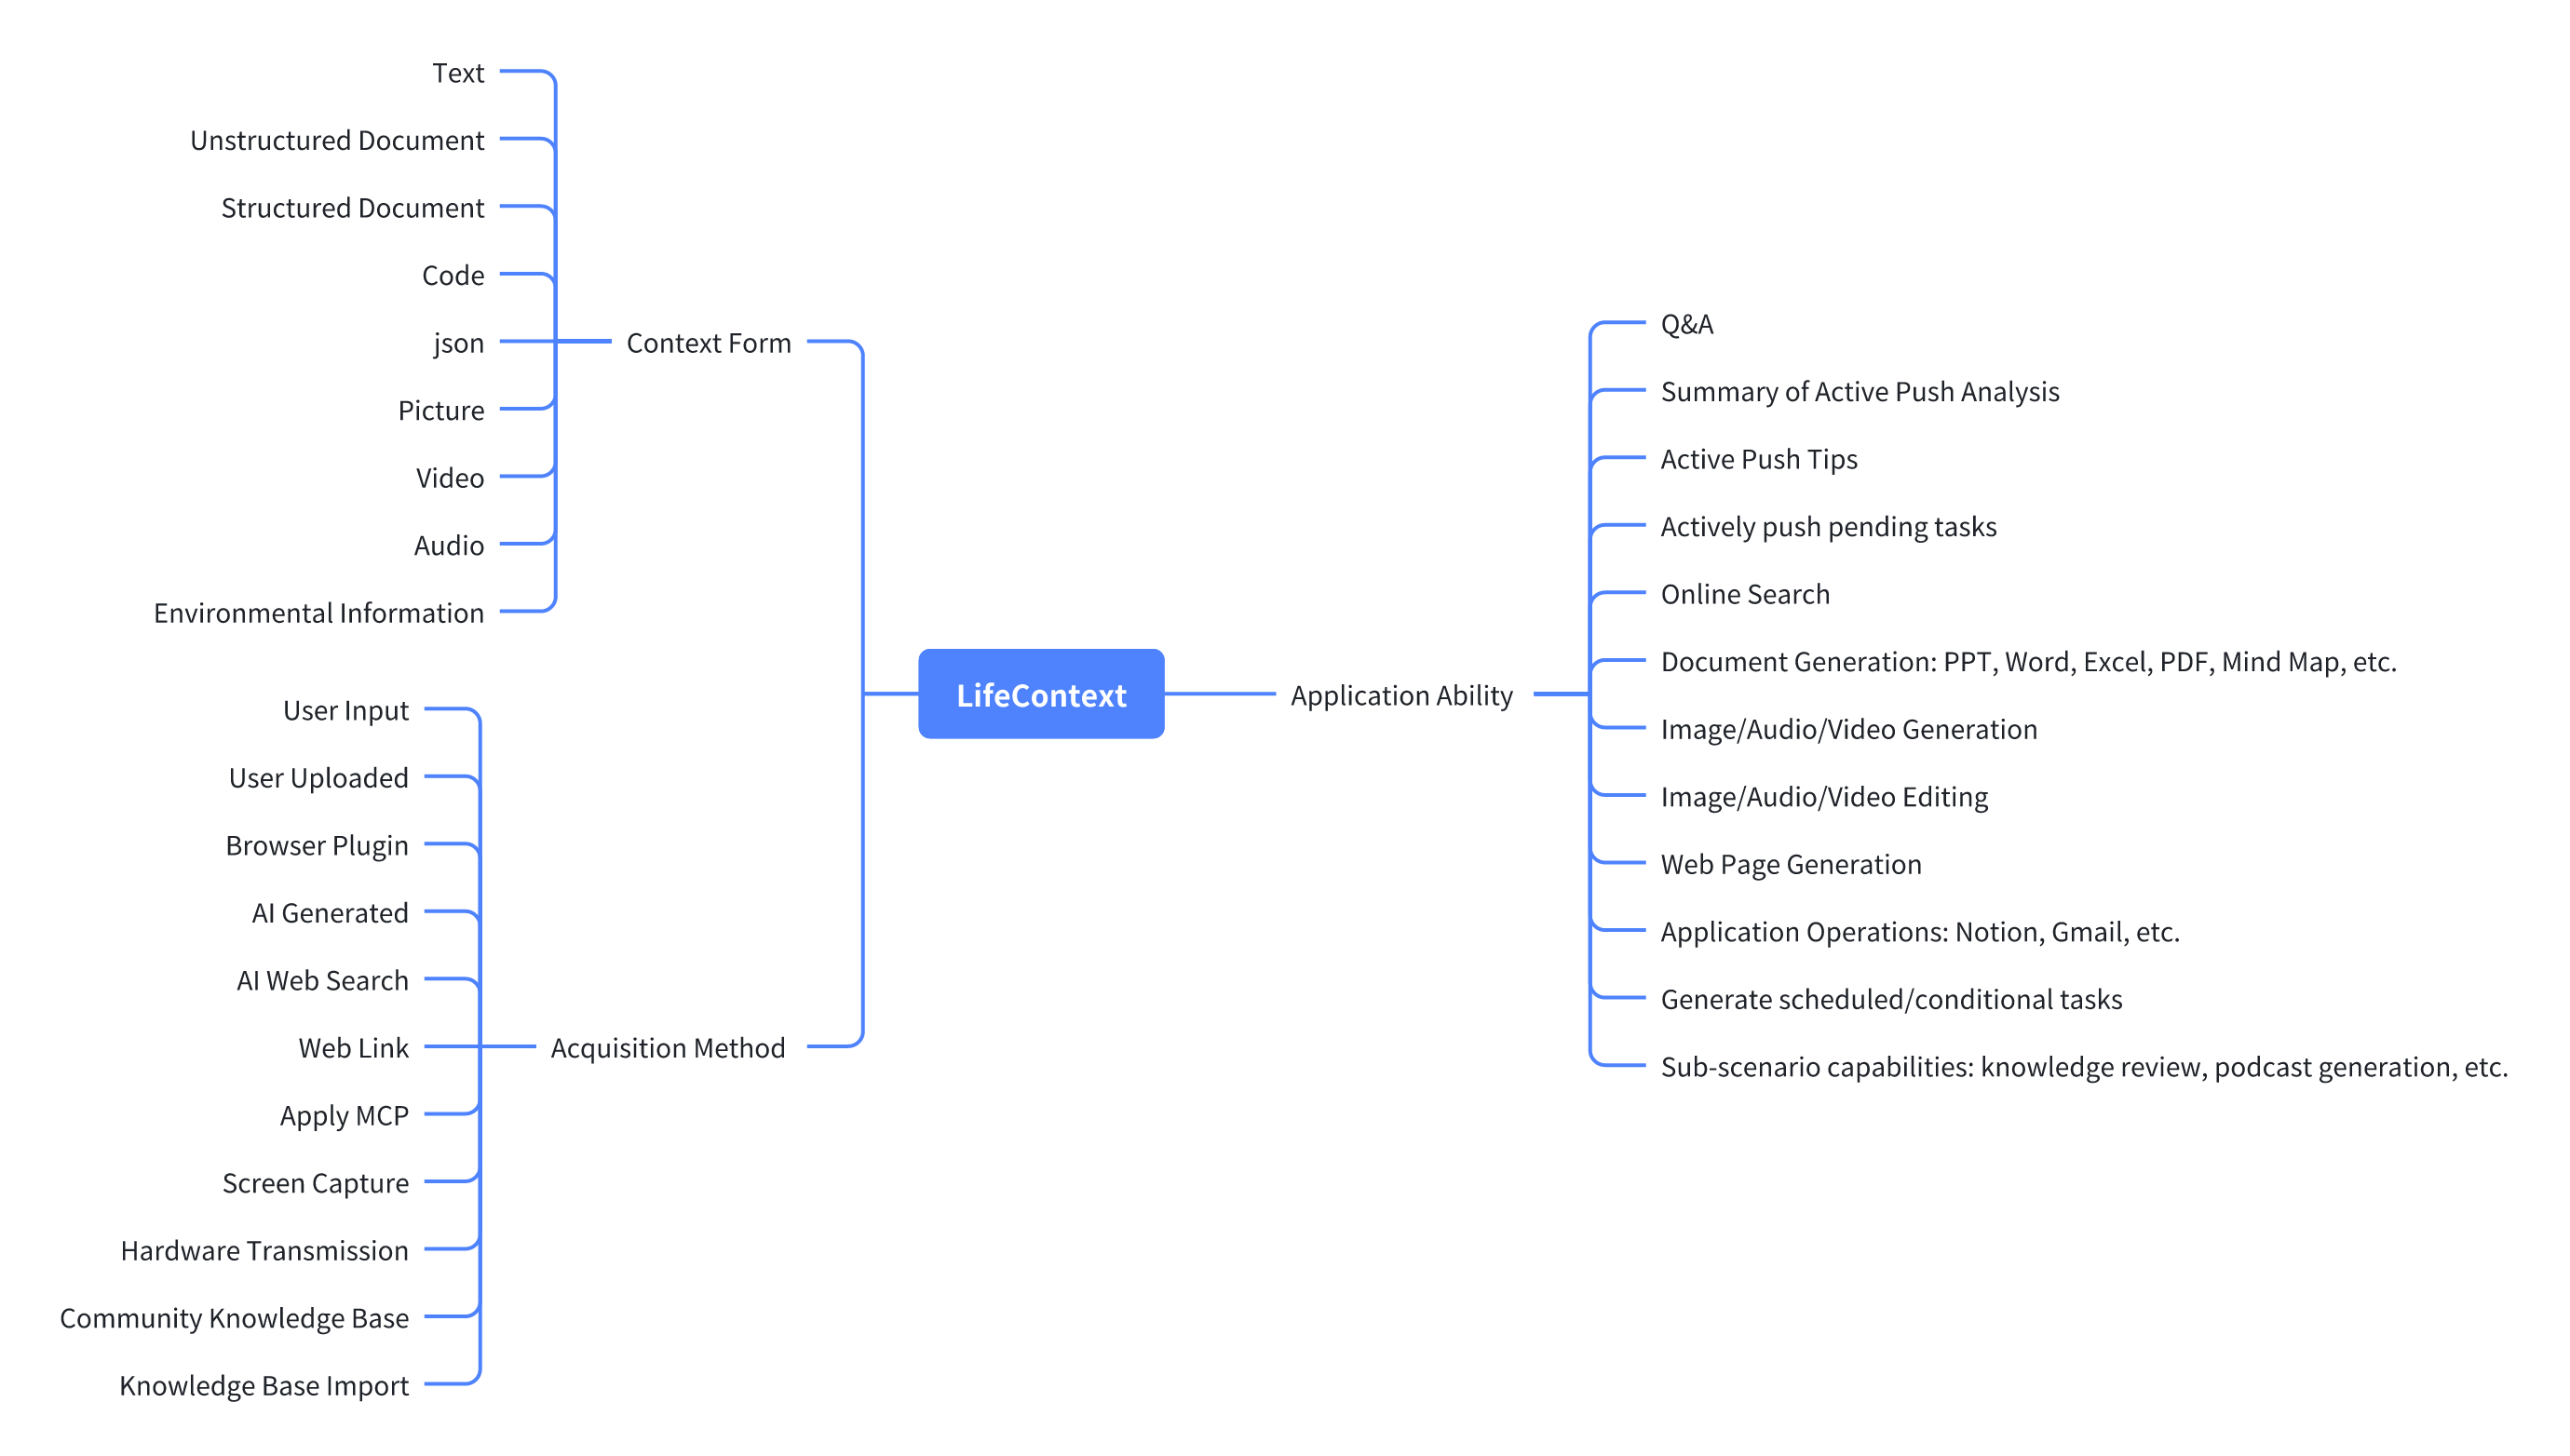 Text
Unstructured Document
Structured Document
Code
json
Picture
Video
Audio
Environmental Information
Context Form
User Input
User Uploaded
Browser Plugin
AI Generated
AI Web Search
Web Link
Apply MCP
Screen Capture
Hardware Transmission
Community Knowledge Base
Knowledge Base Import
Acquisition Method
LifeContext
Application Ability
Q&A
Summary of Active Push Analysis
Active Push Tips
Actively push pending tasks
Online Search
Document Generation: PPT, Word, Excel, PDF, Mind Map, etc.
Image/Audio/Video Generation
Image/Audio/Video Editing
Web Page Generation
Application Operations: Notion, Gmail, etc.
Generate scheduled/conditional tasks
Sub-scenario capabilities: knowledge review, podcast generation, etc.